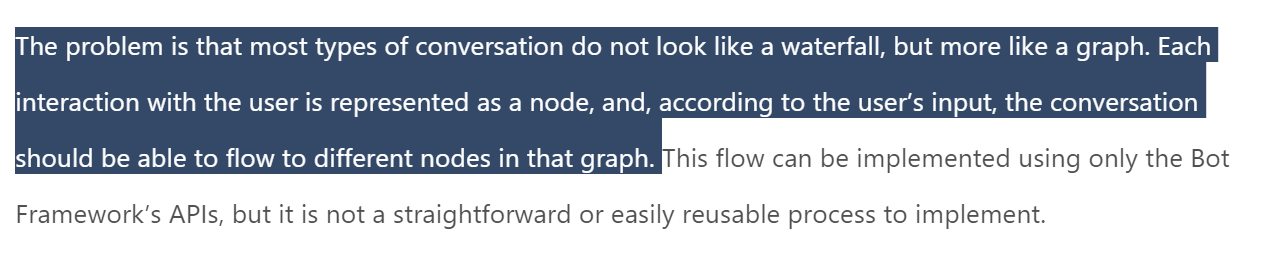 The problem is that most types of conversation do not look like a waterfall, but more like a graph. Each
interaction with the user is represented as a node, and, according to the user’s input, the conversation
should be able to flow to different nodes in that graph. This flow can be implemented using only the Bot
Framework’s APIs, but it is not a straightforward or easily reusable process to implement.